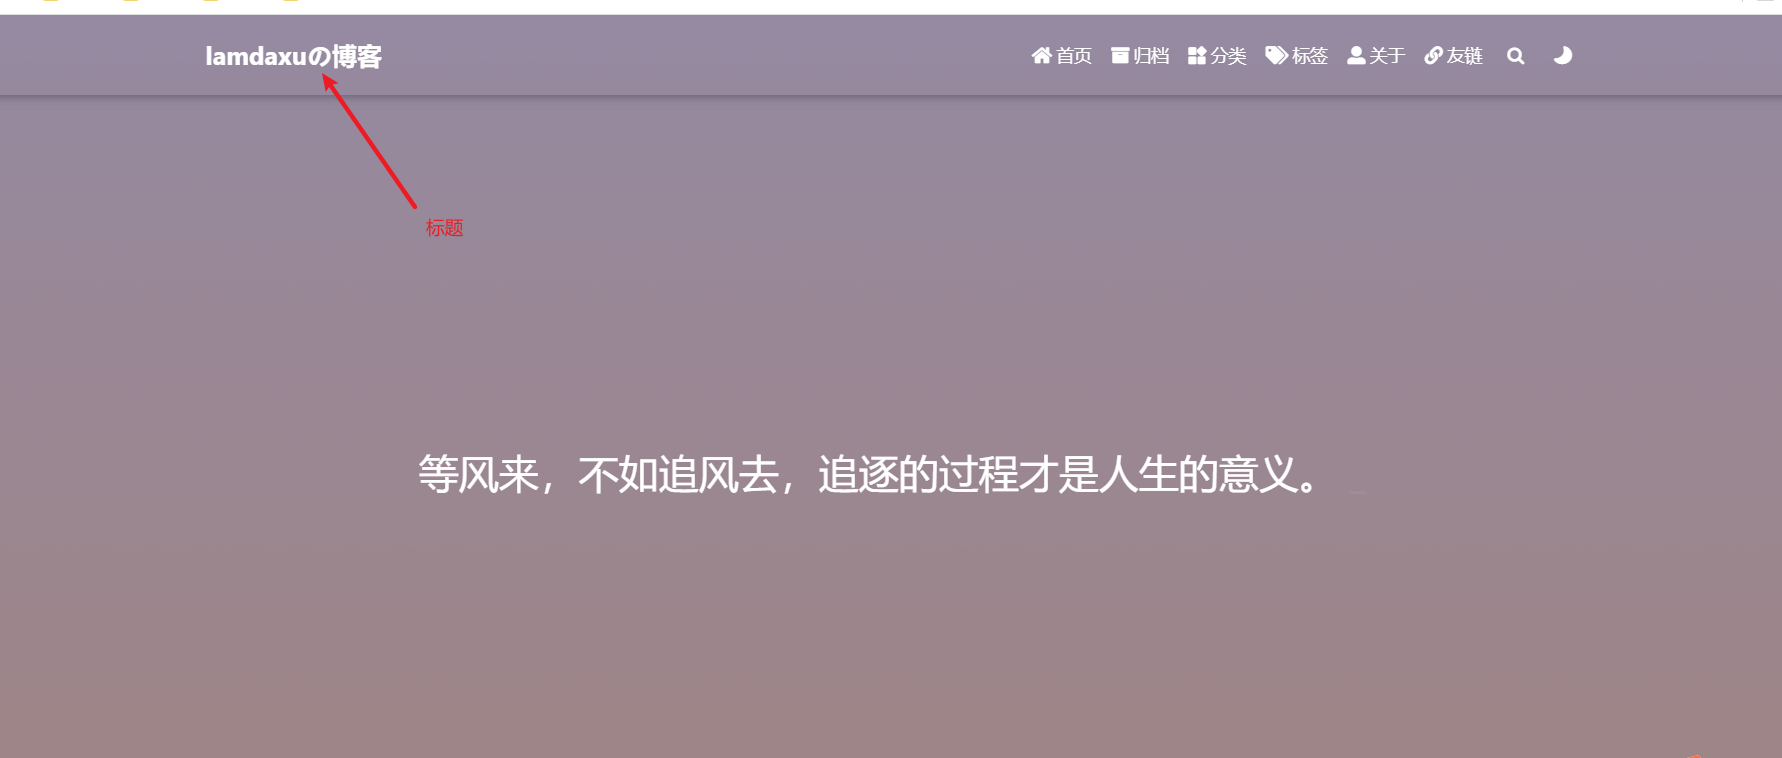 lamdaxuの博客
首页 归档 分类 标签 关于 友链
标题
等风来，不如追风去，追逐的过程才是人生的意义。